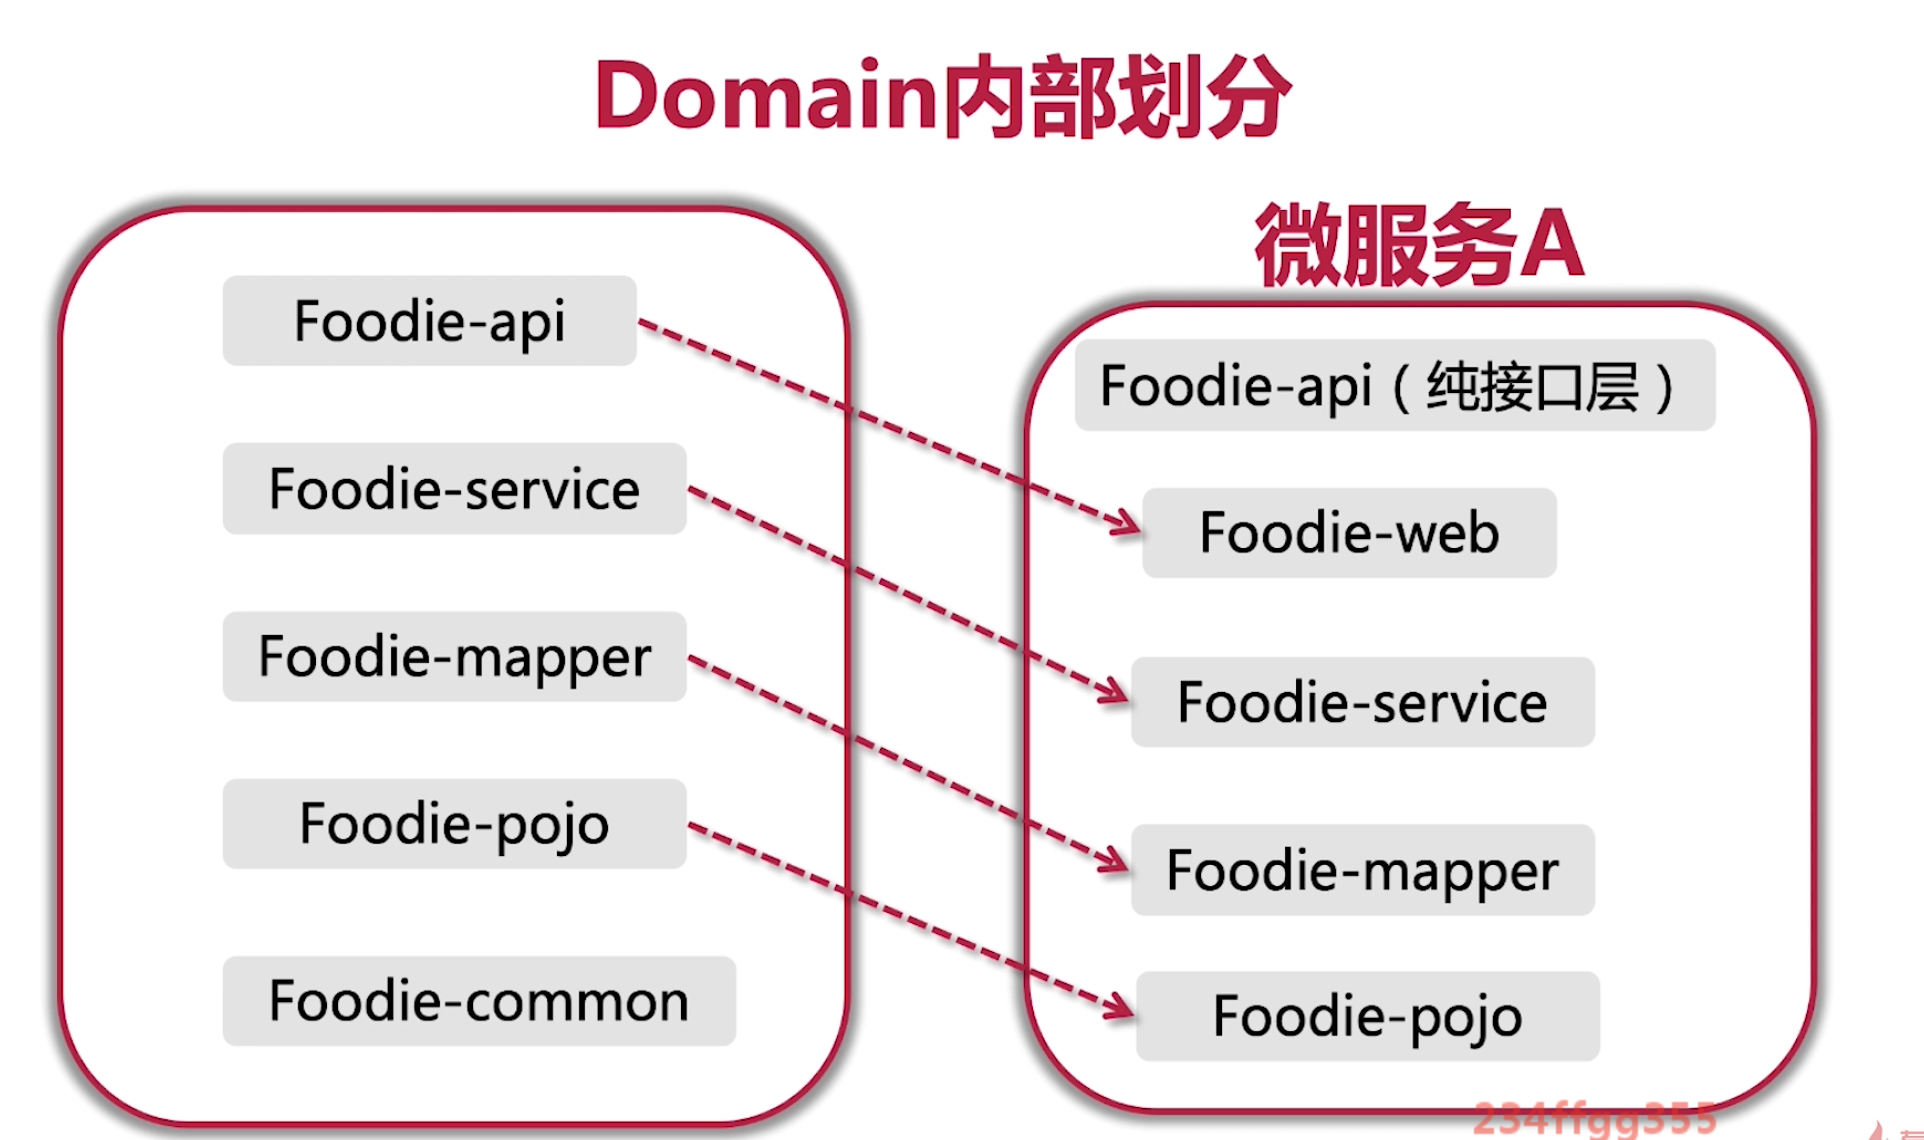 Domain内部划分
微服务A
Foodie-api
Foodie-service
Foodie-mapper
Foodie-pojo
Foodie-common
Foodie-api（纯接口层）
Foodie-web
Foodie-service
Foodie-mapper
Foodie-pojo
234ffgg355